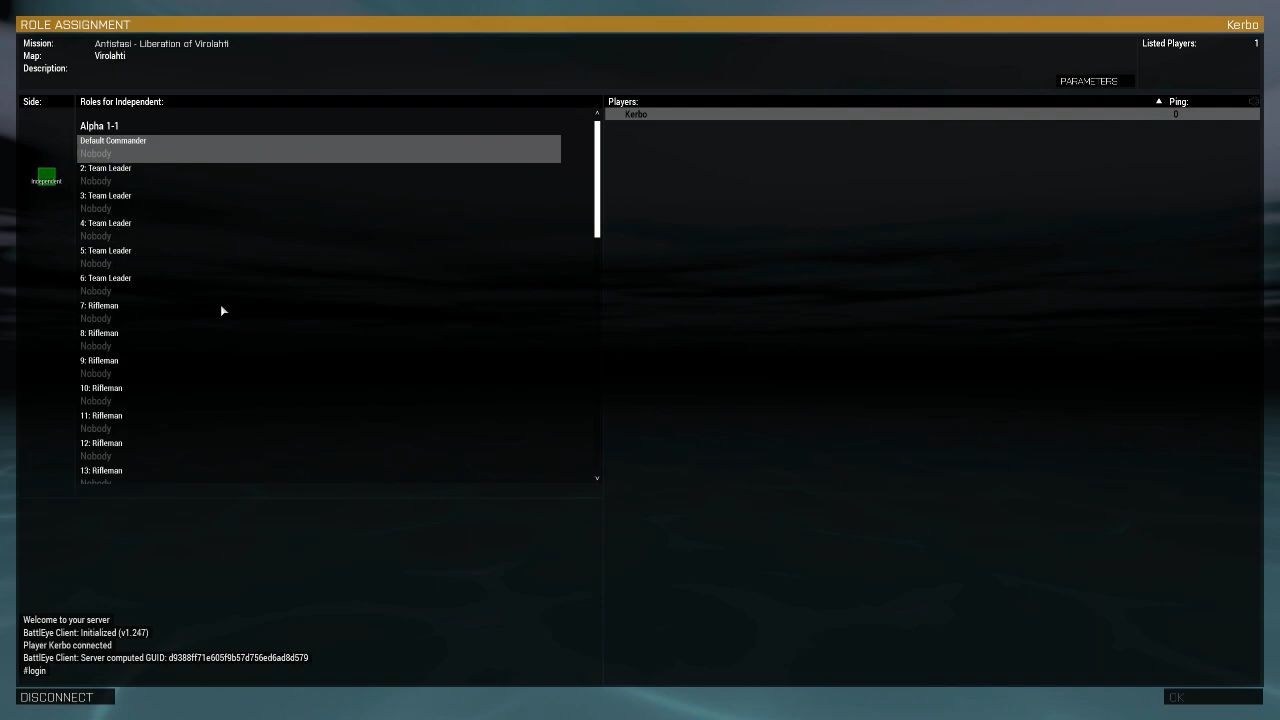 ROLE ASSIGNMENT
Kerbo
Mission: Antistasi - Liberation of Virolahti
Listed Players: 1
Map: Virolahti
Description:
PARAMETERS
Side:
Roles for Independent:
Players:
Ping:
Kerbo 0
Alpha 1-1
Default Commander
Nobody
Independent
2: Team Leader
Nobody
3: Team Leader
Nobody
4: Team Leader
Nobody
5: Team Leader
Nobody
6: Team Leader
Nobody
7: Rifleman
Nobody
8: Rifleman
Nobody
9: Rifleman
Nobody
10: Rifleman
Nobody
11: Rifleman
Nobody
12: Rifleman
Nobody
13: Rifleman
Nobody
Welcome to your server
BattlEye Client: Initialized (v1.247)
Player Kerbo connected
BattlEye Client: Server computed GUID: d9388ff71e605f9b57d756ed6ad8d579
#login
DISCONNECT
OK